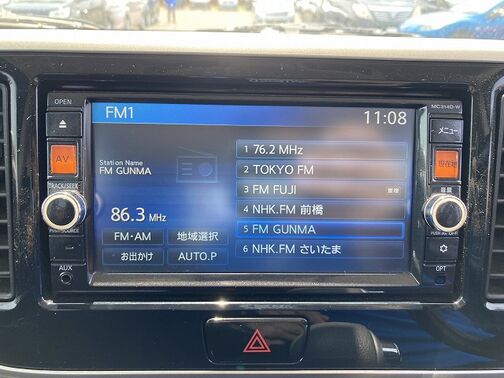 OPEN
MC314D-W
FM1
11:08
メニュー
AV
現在地
Station Name
FM GUNMA
86.3 MHz
1 76.2 MHz
2 TOKYO FM
3 FM FUJI
4 NHK.FM 前橋
5 FM GUNMA
6 NHK.FM さいたま
FM・AM
地域選択
お出かけ
AUTO.P
TRACK/SEEK
音量
AUX
OPT